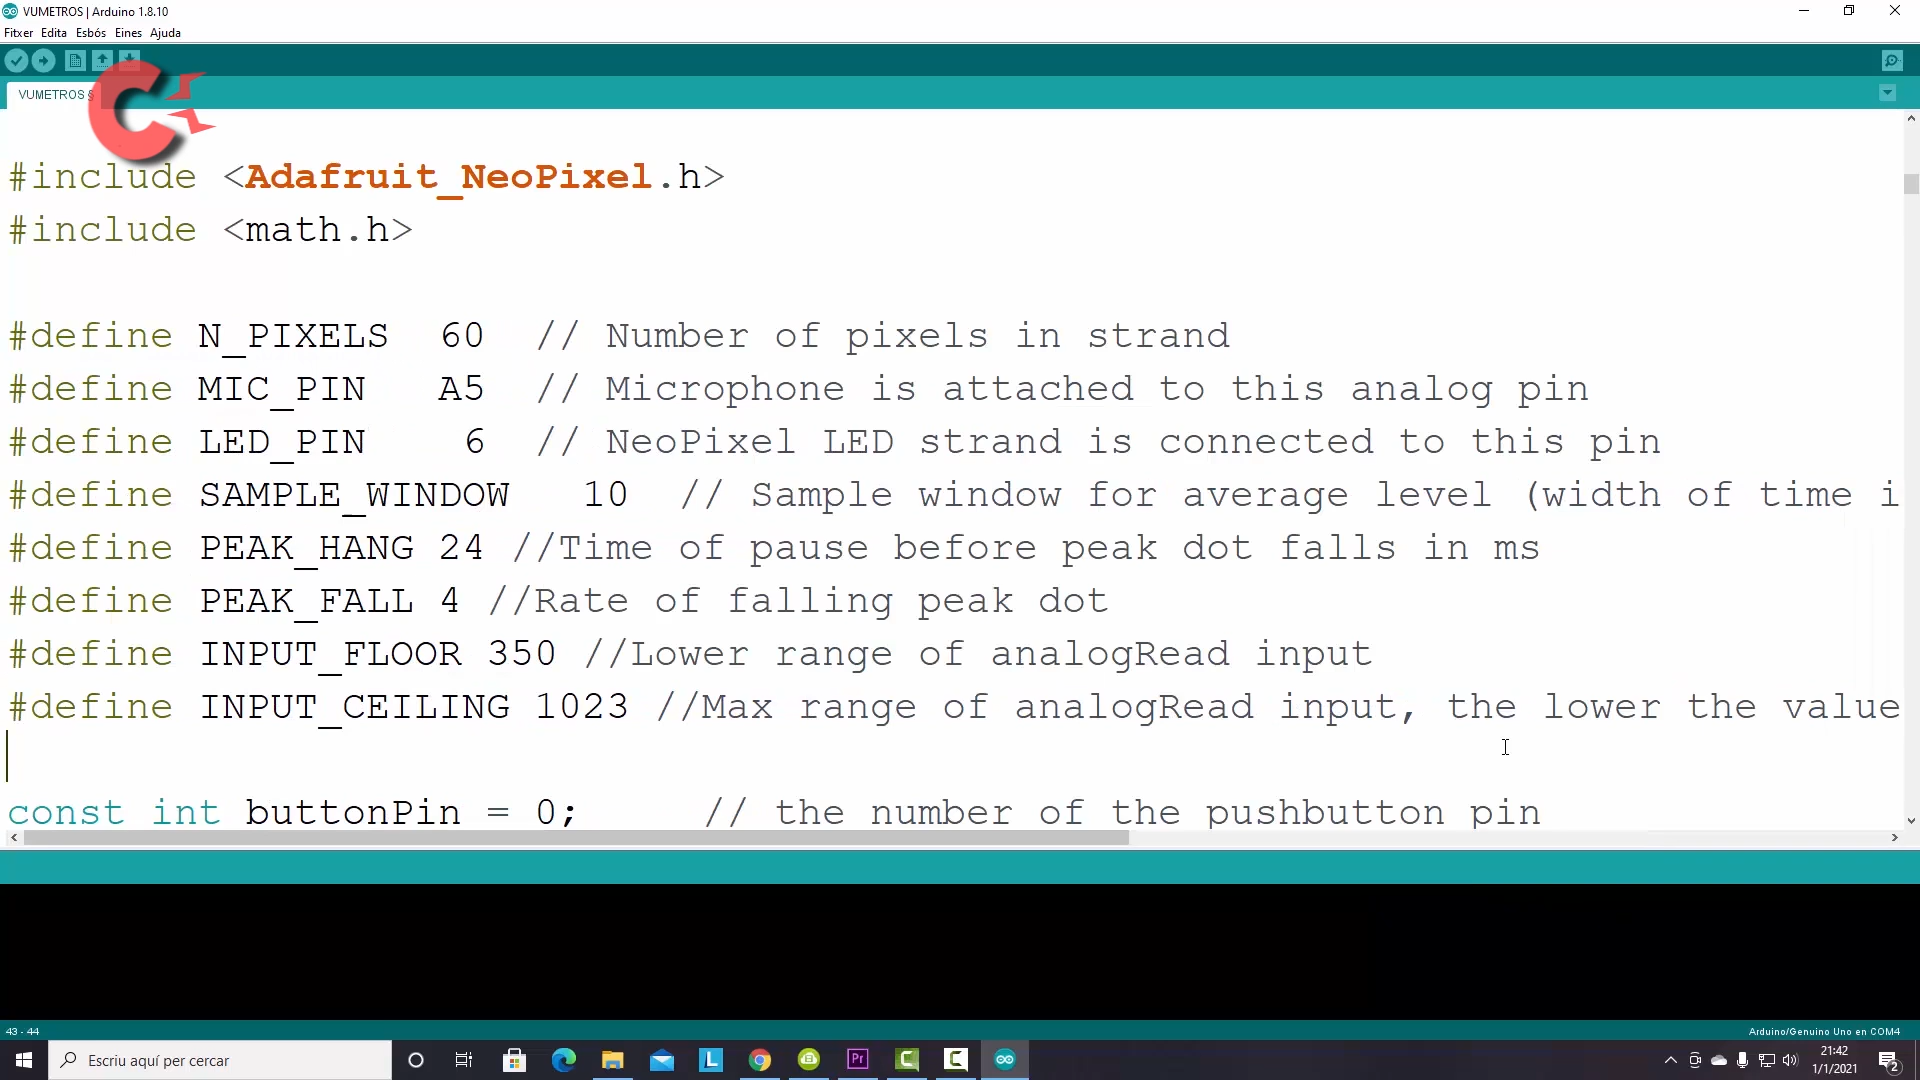 VUMETROS | Arduino 1.8.10
Fitxer Edita Esbós Eines Ajuda
VUMETROS §
#include <Adafruit_NeoPixel.h>
#include <math.h>
#define N_PIXELS  60  // Number of pixels in strand
#define MIC_PIN   A5  // Microphone is attached to this analog pin
#define LED_PIN    6  // NeoPixel LED strand is connected to this pin
#define SAMPLE_WINDOW   10  // Sample window for average level (width of time i
#define PEAK_HANG 24 //Time of pause before peak dot falls in ms
#define PEAK_FALL 4 //Rate of falling peak dot
#define INPUT_FLOOR 350 //Lower range of analogRead input
#define INPUT_CEILING 1023 //Max range of analogRead input, the lower the value
const int buttonPin = 0;     // the number of the pushbutton pin
43 - 44
Arduino/Genuino Uno en COM4
Escriu aquí per cercar
L
Pr
21:42
1/1/2021
2